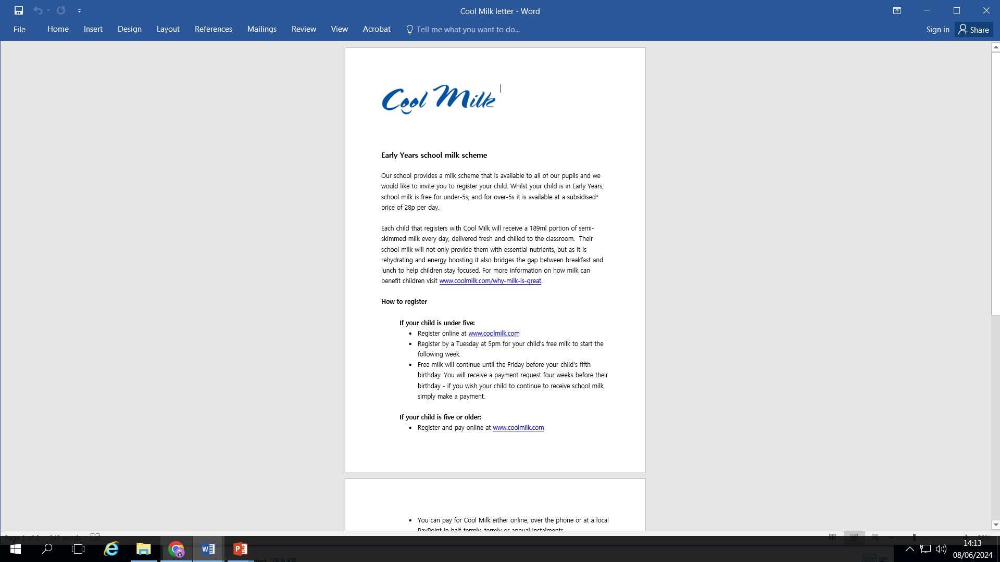 Cool Milk letter - Word
File Home Insert Design Layout References Mailings Review View Acrobat Tell me what you want to do... Sign in Share
Cool Milk
Early Years school milk scheme
Our school provides a milk scheme that is available to all of our pupils and we
would like to invite you to register your child. Whilst your child is in Early Years,
school milk is free for under-5s, and for over-5s it is available at a subsidised*
price of 28p per day.
Each child that registers with Cool Milk will receive a 189ml portion of semi-
skimmed milk every day, delivered fresh and chilled to the classroom.  Their
school milk will not only provide them with essential nutrients, but as it is
rehydrating and energy boosting it also bridges the gap between breakfast and
lunch to help children stay focused. For more information on how milk can
benefit children visit www.coolmilk.com/why-milk-is-great.
How to register
If your child is under five:
• Register online at www.coolmilk.com
• Register by a Tuesday at 5pm for your child's free milk to start the
following week.
• Free milk will continue until the Friday before your child's fifth
birthday. You will receive a payment request four weeks before their
birthday - if you wish your child to continue to receive school milk,
simply make a payment.
If your child is five or older:
• Register and pay online at www.coolmilk.com
• You can pay for Cool Milk either online, over the phone or at a local
PayPoint in half-termly, termly or annual instalments.
Page 1 of 2 343 words
14:13
08/06/2024
28.9 KB